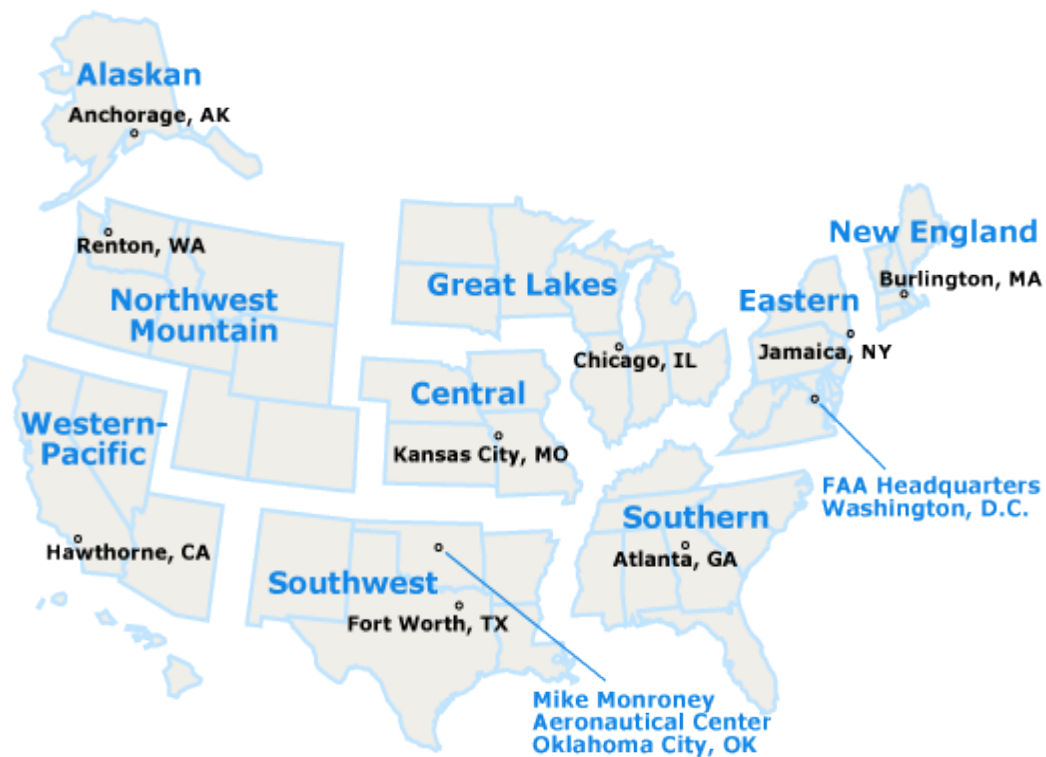 Alaskan
Anchorage, AK
New England
Renton, WA
Burlington, MA
Great Lakes
Northwest
Mountain
Eastern
Chicago, IL
Jamaica, NY
Central
Western-
Pacific
Kansas City, MO
FAA Headquarters
Washington, D.C.
Southern
Hawthorne, CA
Atlanta, GA
Southwest
Fort Worth, TX
Mike Monroney
Aeronautical Center
Oklahoma City, OK